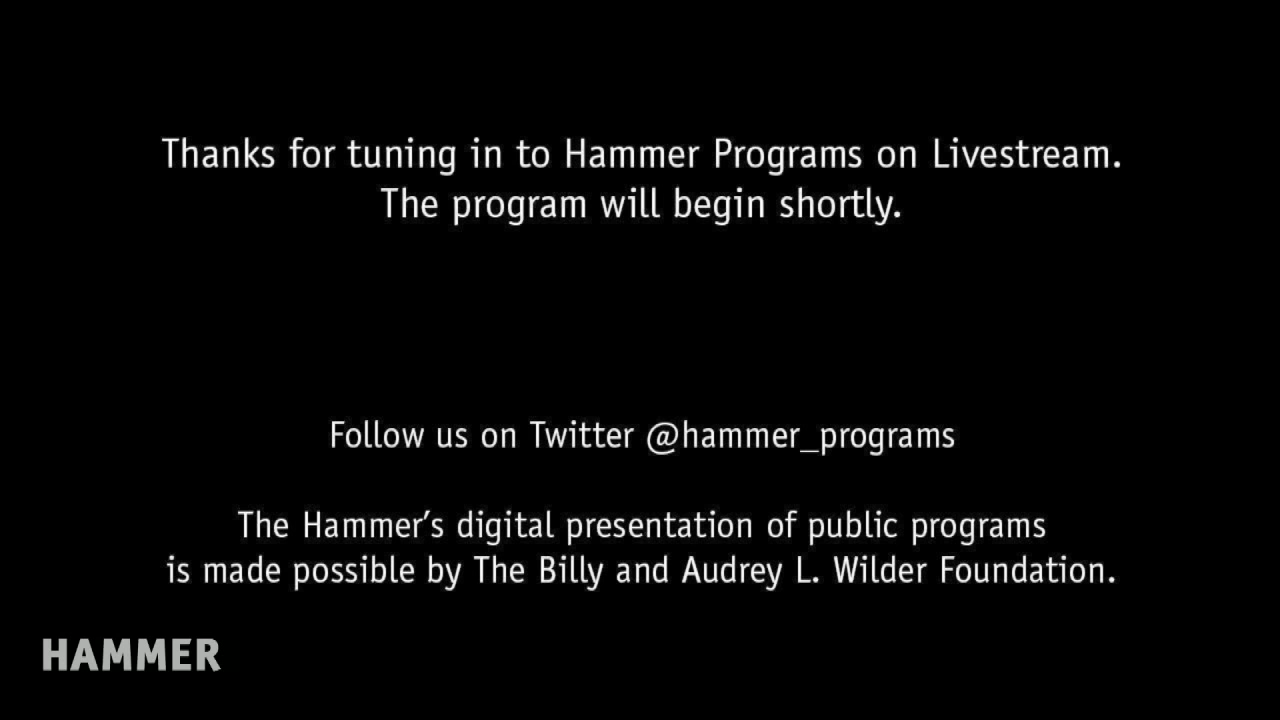 Thanks for tuning in to Hammer Programs on Livestream.
The program will begin shortly.
Follow us on Twitter @hammer_programs
The Hammer's digital presentation of public programs
is made possible by The Billy and Audrey L. Wilder Foundation.
HAMMER